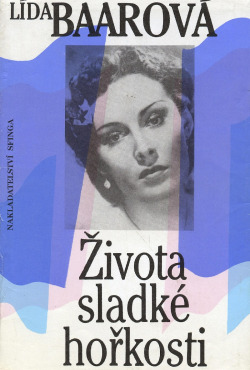 LÍDA
BAAROVÁ
NAKLADATELSTVÍ SFINGA
Života
sladké
hořkosti